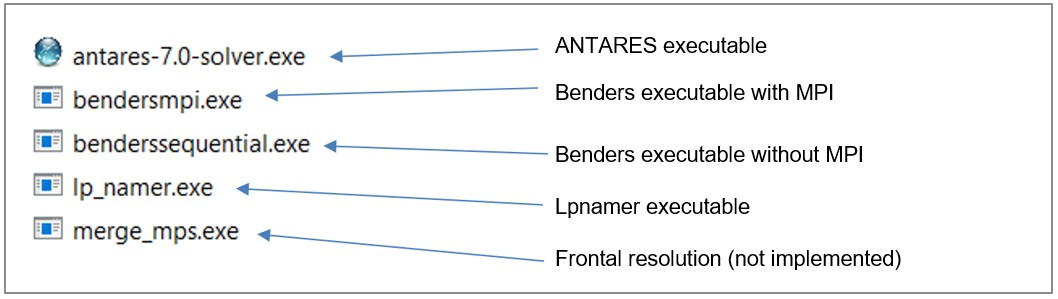 antares-7.0-solver.exe ANTARES executable
bendersmpi.exe Benders executable with MPI
benderssequential.exe Benders executable without MPI
lp_namer.exe Lpnamer executable
merge_mps.exe Frontal resolution (not implemented)